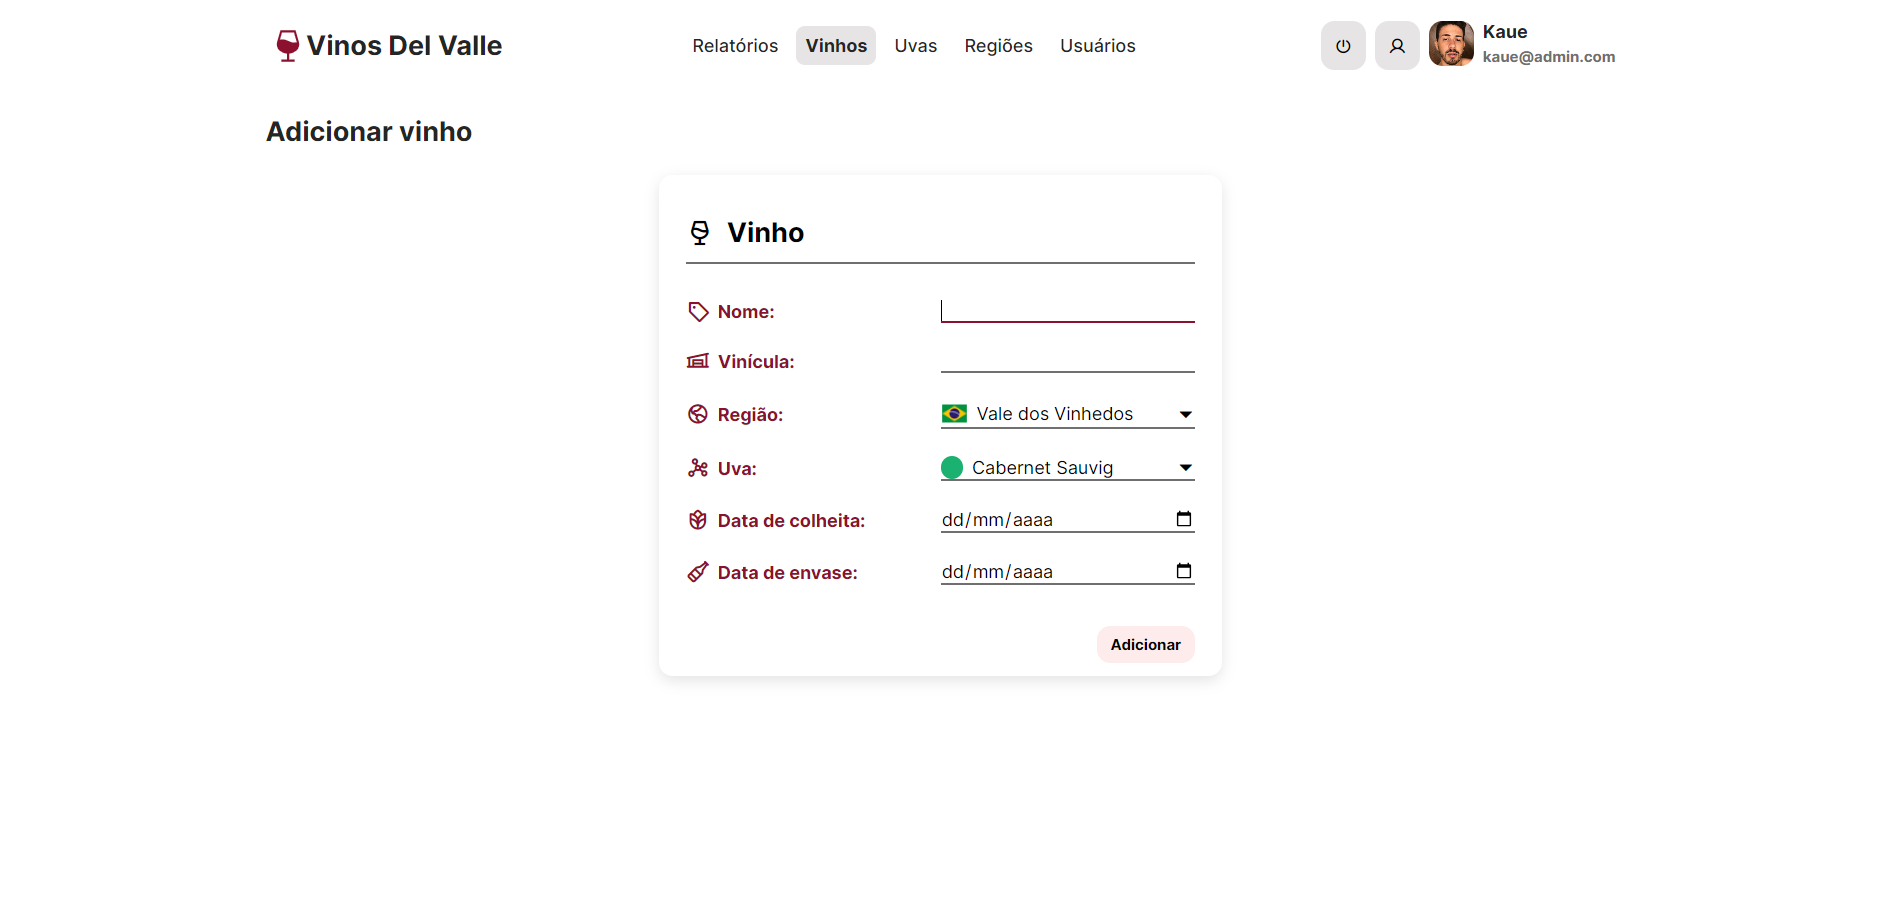 Vinos Del Valle
Relatórios Vinhos Uvas Regiões Usuários
Kaue
kaue@admin.com
Adicionar vinho
Vinho
Nome:
Vinícula:
Região: Vale dos Vinhedos
Uva: Cabernet Sauvig
Data de colheita: dd/mm/aaaa
Data de envase: dd/mm/aaaa
Adicionar